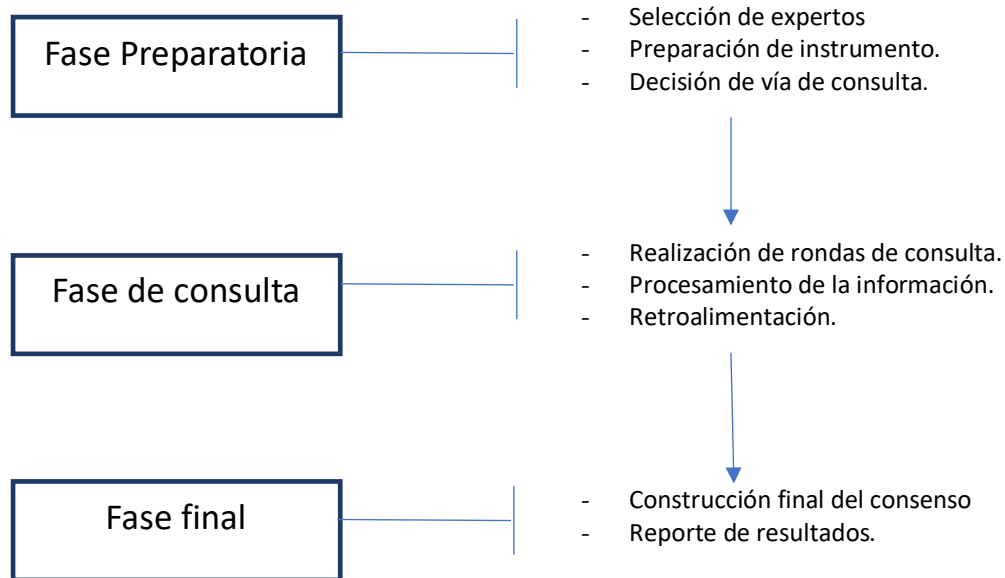 Fase Preparatoria
- Selección de expertos
- Preparación de instrumento.
- Decisión de vía de consulta.
Fase de consulta
- Realización de rondas de consulta.
- Procesamiento de la información.
- Retroalimentación.
Fase final
- Construcción final del consenso
- Reporte de resultados.